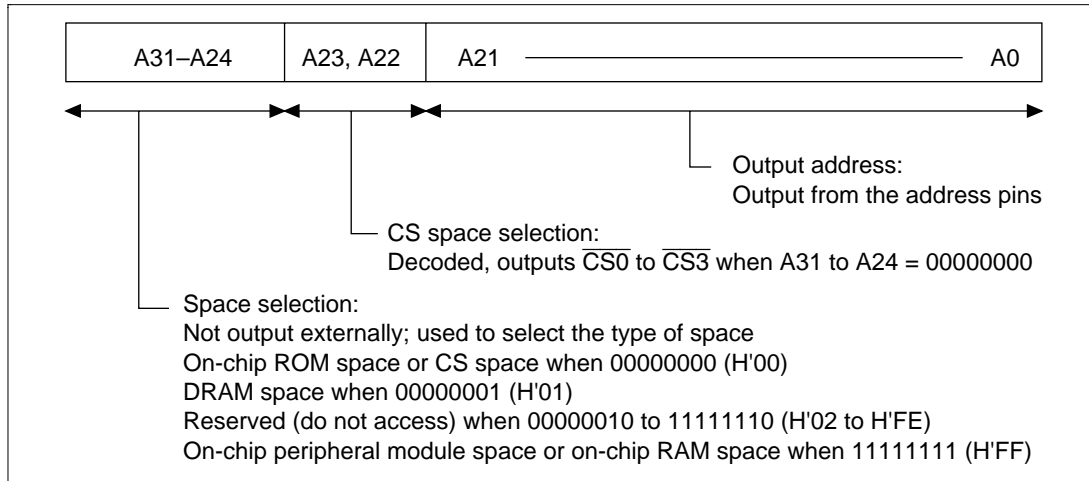 A31–A24 A23, A22 A21 A0
Output address:
Output from the address pins
CS space selection:
Decoded, outputs C̅S̅0̅ to C̅S̅3̅ when A31 to A24 = 00000000
Space selection:
Not output externally; used to select the type of space
On-chip ROM space or CS space when 00000000 (H'00)
DRAM space when 00000001 (H'01)
Reserved (do not access) when 00000010 to 11111110 (H'02 to H'FE)
On-chip peripheral module space or on-chip RAM space when 11111111 (H'FF)